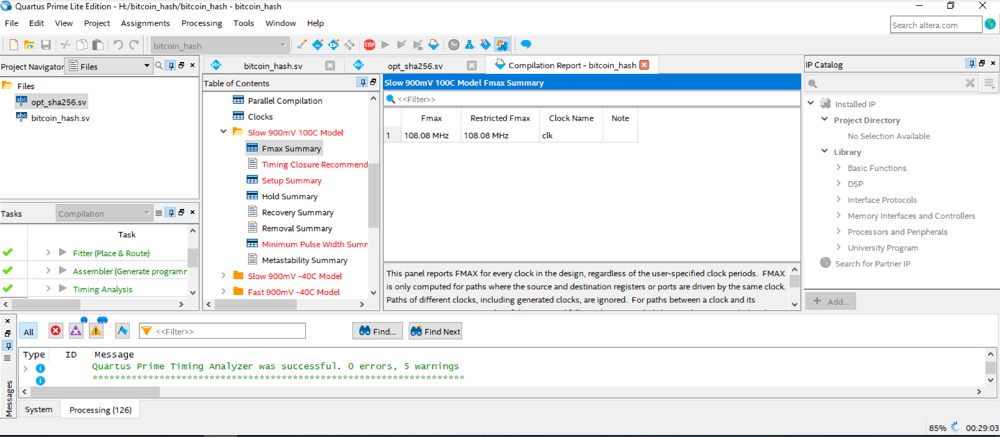 Quartus Prime Lite Edition - H:/bitcoin_hash/bitcoin_hash - bitcoin_hash
File Edit View Project Assignments Processing Tools Window Help
Search altera.com
bitcoin_hash
STOP
Project Navigator
Files
Files
opt_sha256.sv
bitcoin_hash.sv
Tasks
Compilation
Task
Fitter (Place & Route)
Assembler (Generate programm
Timing Analysis
bitcoin_hash.sv
opt_sha256.sv
Compilation Report - bitcoin_hash
Table of Contents
Parallel Compilation
Clocks
Slow 900mV 100C Model
Fmax Summary
Timing Closure Recommend
Setup Summary
Hold Summary
Recovery Summary
Removal Summary
Minimum Pulse Width Summ
Metastability Summary
Slow 900mV -40C Model
Fast 900mV -40C Model
Slow 900mV 100C Model Fmax Summary
<<Filter>>
Fmax Restricted Fmax Clock Name Note
1 108.08 MHz 108.08 MHz clk
This panel reports FMAX for every clock in the design, regardless of the user-specified clock periods. FMAX
is only computed for paths where the source and destination registers or ports are driven by the same clock.
Paths of different clocks, including generated clocks, are ignored. For paths between a clock and its
IP Catalog
Installed IP
Project Directory
No Selection Available
Library
Basic Functions
DSP
Interface Protocols
Memory Interfaces and Controllers
Processors and Peripherals
University Program
Search for Partner IP
+ Add...
All
<<Filter>>
Find...
Find Next
Type ID Message
Quartus Prime Timing Analyzer was successful. 0 errors, 5 warnings
*******************************************************************
Messages
System
Processing (126)
85% 00:29:03